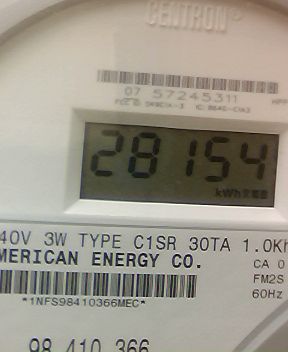 CENTRON®
07 57245311
28154
kWh
40V 3W TYPE C1SR 30TA 1.0Kh
MERICAN ENERGY CO.
CA 0
FM2S
*1NFS98410366MEC*
60Hz
98 410 366